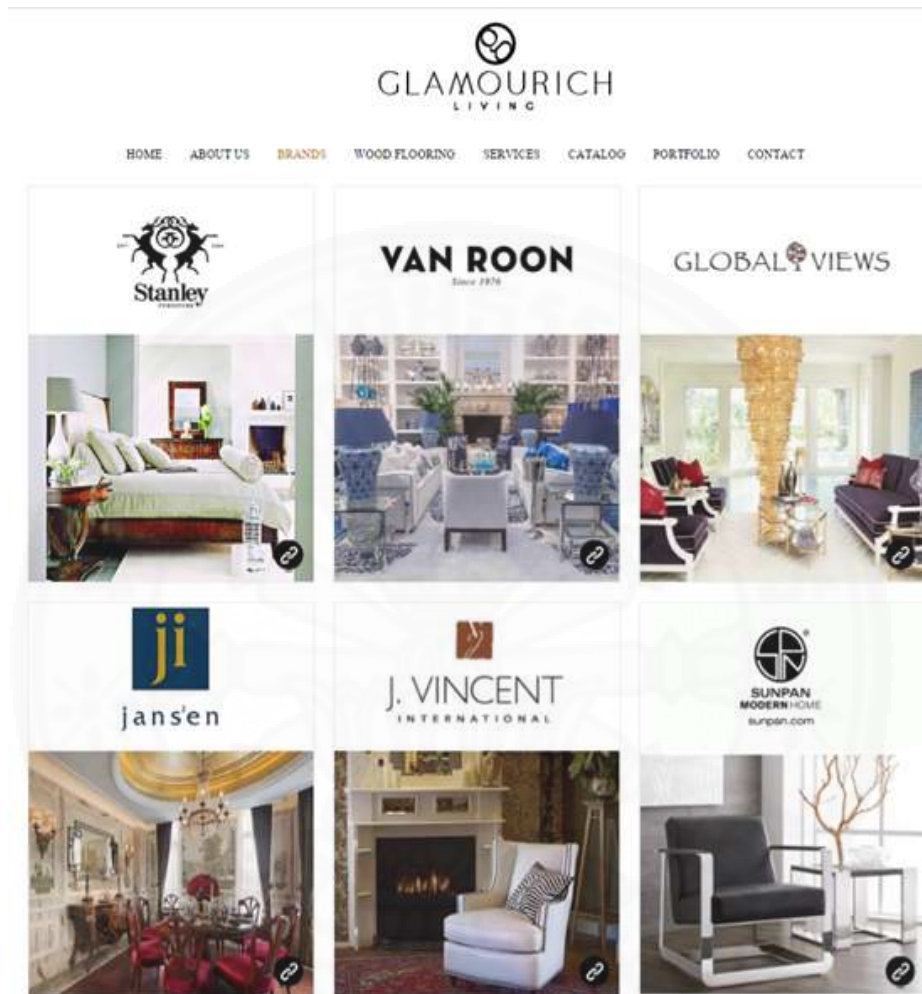 GLAMOURICH
LIVING
HOME ABOUT US BRANDS WOOD FLOORING SERVICES CATALOG PORTFOLIO CONTACT
Stanley
FURNITURE
VAN ROON
Since 1976
GLOBAL VIEWS
ji
jans'en
J. VINCENT
INTERNATIONAL
SUNPAN
MODERN HOME
sunpan.com